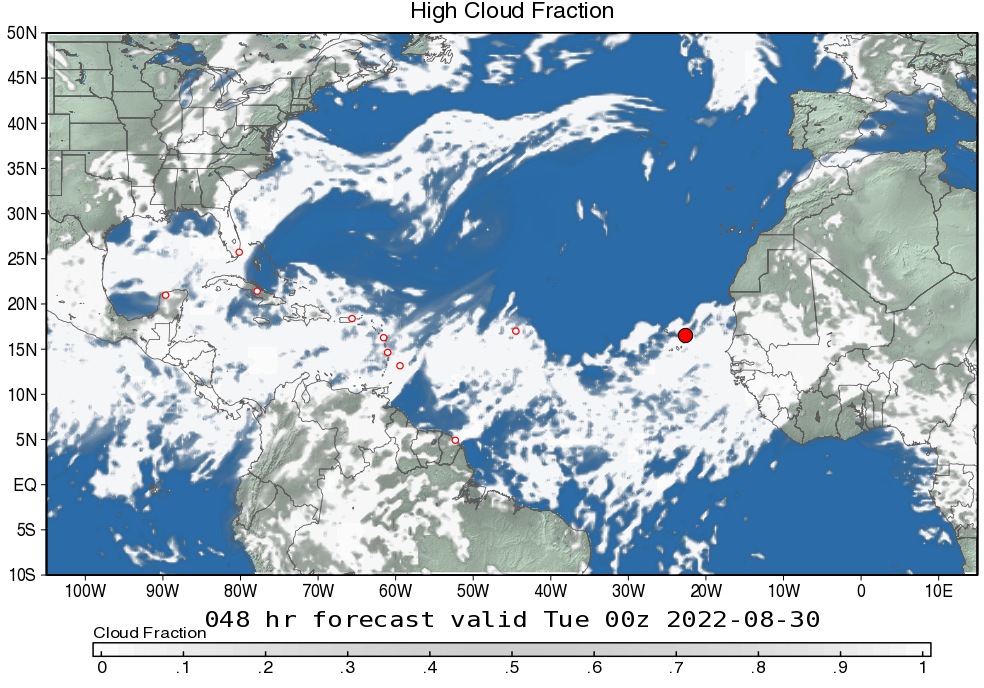 High Cloud Fraction
50N
45N
40N
35N
30N
25N
20N
15N
10N
5N
EQ
5S
10S
100W 90W 80W 70W 60W 50W 40W 30W 20W 10W 0 10E
048 hr forecast valid Tue 00z 2022-08-30
Cloud Fraction
0 .1 .2 .3 .4 .5 .6 .7 .8 .9 1